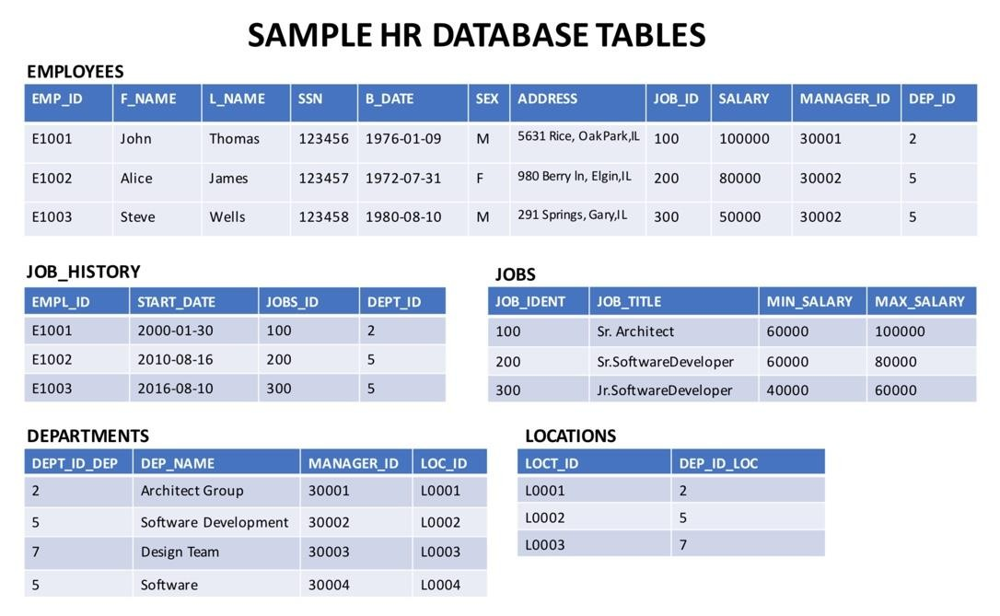 SAMPLE HR DATABASE TABLES
EMPLOYEES
EMP_ID F_NAME L_NAME SSN B_DATE SEX ADDRESS JOB_ID SALARY MANAGER_ID DEP_ID
E1001 John Thomas 123456 1976-01-09 M 5631 Rice, OakPark,IL 100 100000 30001 2
E1002 Alice James 123457 1972-07-31 F 980 Berry ln, Elgin,IL 200 80000 30002 5
E1003 Steve Wells 123458 1980-08-10 M 291 Springs, Gary,IL 300 50000 30002 5
JOB_HISTORY
EMPL_ID START_DATE JOBS_ID DEPT_ID
E1001 2000-01-30 100 2
E1002 2010-08-16 200 5
E1003 2016-08-10 300 5
JOBS
JOB_IDENT JOB_TITLE MIN_SALARY MAX_SALARY
100 Sr. Architect 60000 100000
200 Sr.SoftwareDeveloper 60000 80000
300 Jr.SoftwareDeveloper 40000 60000
DEPARTMENTS
DEPT_ID_DEP DEP_NAME MANAGER_ID LOC_ID
2 Architect Group 30001 L0001
5 Software Development 30002 L0002
7 Design Team 30003 L0003
5 Software 30004 L0004
LOCATIONS
LOCT_ID DEP_ID_LOC
L0001 2
L0002 5
L0003 7